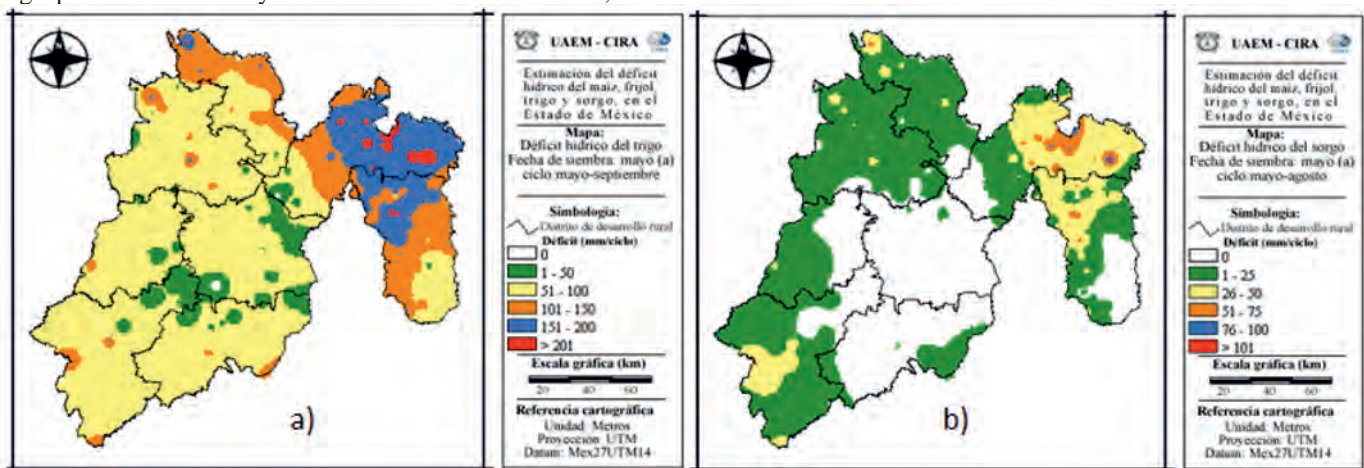 UAEM - CIRA
Estimación del déficit
hídrico del maíz, frijol,
trigo y sorgo, en el
Estado de México
Mapa:
Déficit hídrico del trigo
Fecha de siembra: mayo (a)
ciclo mayo-septiembre
Simbología:
Distrito de desarrollo rural
Déficit (mm/ciclo)
0
1 - 50
51 - 100
101 - 150
151 - 200
> 201
Escala gráfica (km)
20 40 60
Referencia cartográfica
Unidad: Metros
Proyección: UTM
Datum: Mex27UTM14
a)
UAEM - CIRA
Estimación del déficit
hídrico del maíz, frijol,
trigo y sorgo, en el
Estado de México
Mapa:
Déficit hídrico del sorgo
Fecha de siembra: mayo (a)
ciclo mayo-agosto
Simbología:
Distrito de desarrollo rural
Déficit (mm/ciclo)
0
1 - 25
26 - 50
51 - 75
76 - 100
> 101
Escala gráfica (km)
20 40 60
Referencia cartográfica
Unidad: Metros
Proyección: UTM
Datum: Mex27UTM14
b)